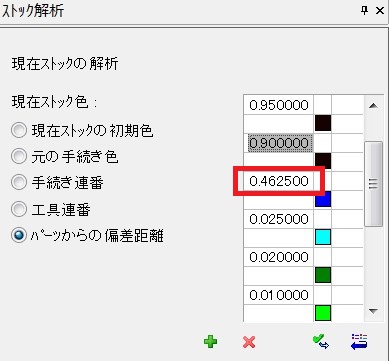 ｽﾄｯｸ解析
現在ｽﾄｯｸの解析
現在ｽﾄｯｸ色：
現在ｽﾄｯｸの初期色
元の手続き色
手続き連番
工具連番
ﾊﾟｰﾂからの偏差距離
0.950000
0.900000
0.462500
0.025000
0.020000
0.010000